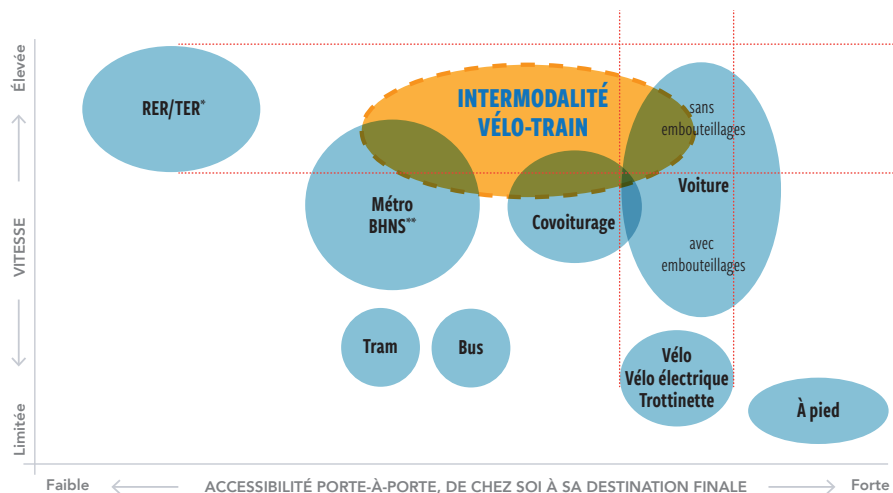 Élevée
VITESSE
Limitée
RER/TER*
INTERMODALITÉ
VÉLO-TRAIN
sans
embouteillages
Voiture
avec
embouteillages
Métro
BHNS**
Covoiturage
Tram
Bus
Vélo
Vélo électrique
Trottinette
À pied
Faible
ACCESSIBILITÉ PORTE-À-PORTE, DE CHEZ SOI À SA DESTINATION FINALE
Forte